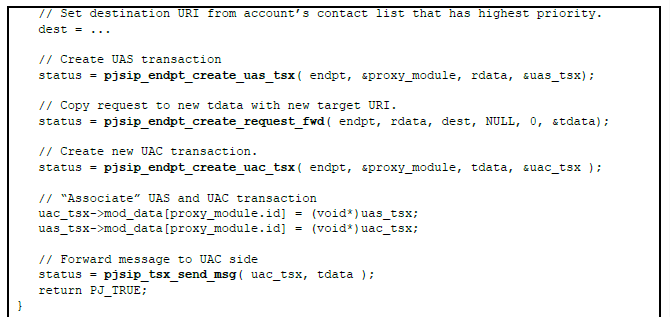 // Set destination URI from account's contact list that has highest priority.
dest = ...
// Create UAS transaction
status = pjsip_endpt_create_uas_tsx( endpt, &proxy_module, rdata, &uas_tsx);
// Copy request to new tdata with new target URI.
status = pjsip_endpt_create_request_fwd( endpt, rdata, dest, NULL, 0, &tdata);
// Create new UAC transaction.
status = pjsip_endpt_create_uac_tsx( endpt, &proxy_module, tdata, &uac_tsx );
// “Associate” UAS and UAC transaction
uac_tsx->mod_data[proxy_module.id] = (void*)uas_tsx;
uas_tsx->mod_data[proxy_module.id] = (void*)uac_tsx;
// Forward message to UAC side
status = pjsip_tsx_send_msg( uac_tsx, tdata );
return PJ_TRUE;
}